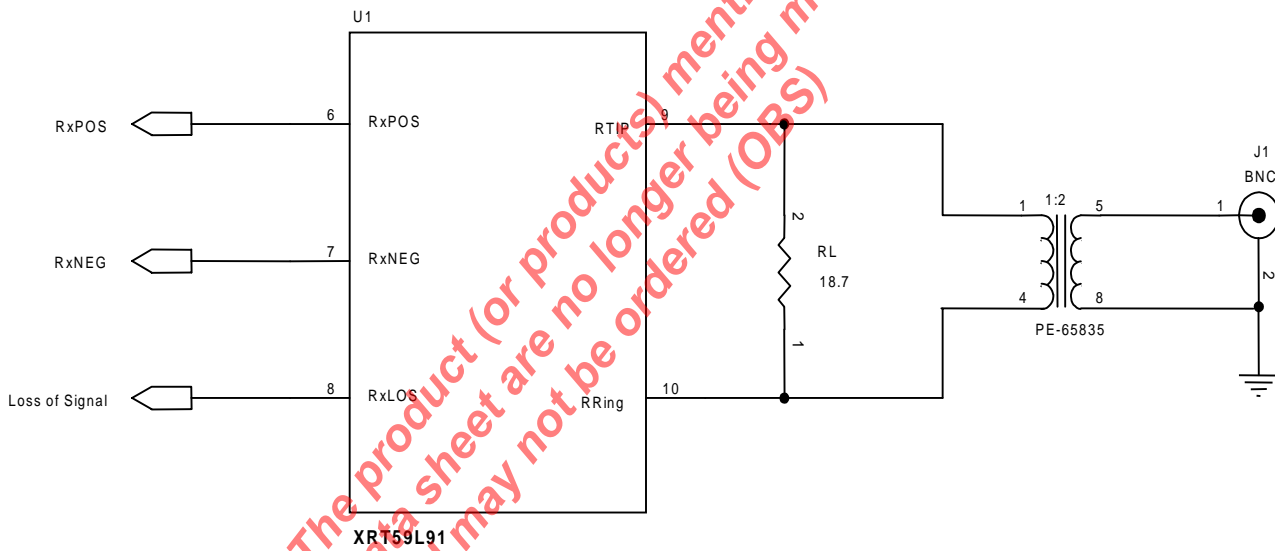 U1
RxPOS
6
RxPOS
RTIP
9
RxNEG
7
RxNEG
Loss of Signal
8
RxLOS
RRing
10
XRT59L91
2
RL
18.7
1
1:2
1
5
4
8
PE-65835
J1
BNC
1
2
The product (or products) menti
ata sheet are no longer being m
may not be ordered (OBS)